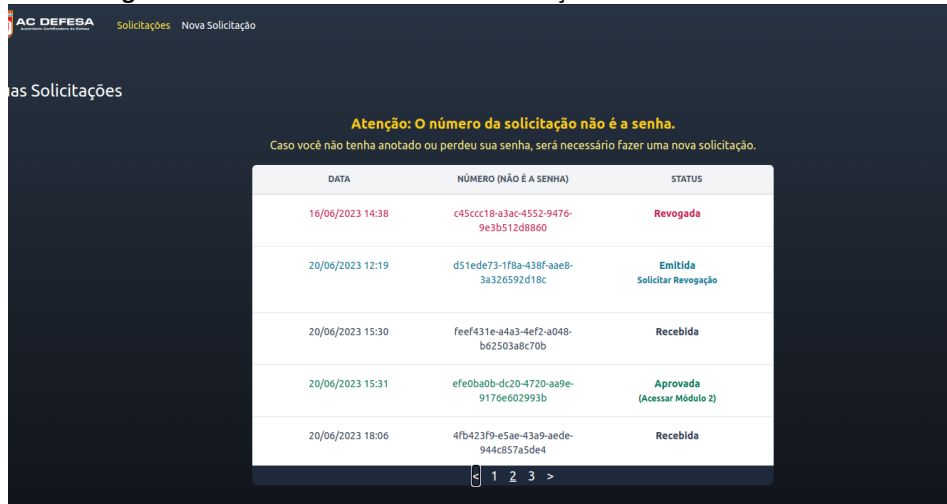 AC DEFESA
Autoridade Certificadora de Defesa
Solicitações Nova Solicitação
as Solicitações
Atenção: O número da solicitação não é a senha.
Caso você não tenha anotado ou perdeu sua senha, será necessário fazer uma nova solicitação.
DATA NÚMERO (NÃO É A SENHA) STATUS
16/06/2023 14:38 c45ccc18-a3ac-4552-9476- Revogada
9e3b512d8860
20/06/2023 12:19 d51ede73-1f8a-438f-aae8- Emitida
3a326592d18c Solicitar Revogação
20/06/2023 15:30 feef431e-a4a3-4ef2-a048- Recebida
b62503a8c70b
20/06/2023 15:31 efe0ba0b-dc20-4720-aa9e- Aprovada
9176e602993b (Acessar Módulo 2)
20/06/2023 18:06 4fb423f9-e5ae-43a9-aede- Recebida
944c857a5de4
< 1 2 3 >